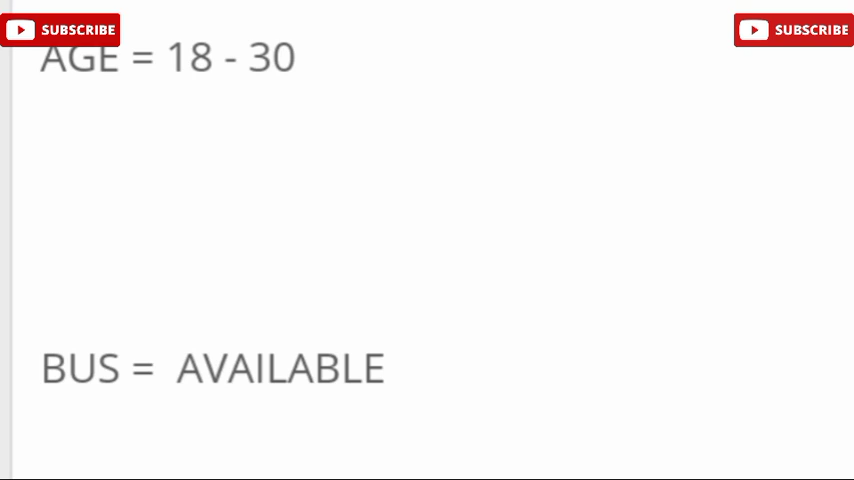 SUBSCRIBE SUBSCRIBE
AGE = 18 - 30
BUS = AVAILABLE